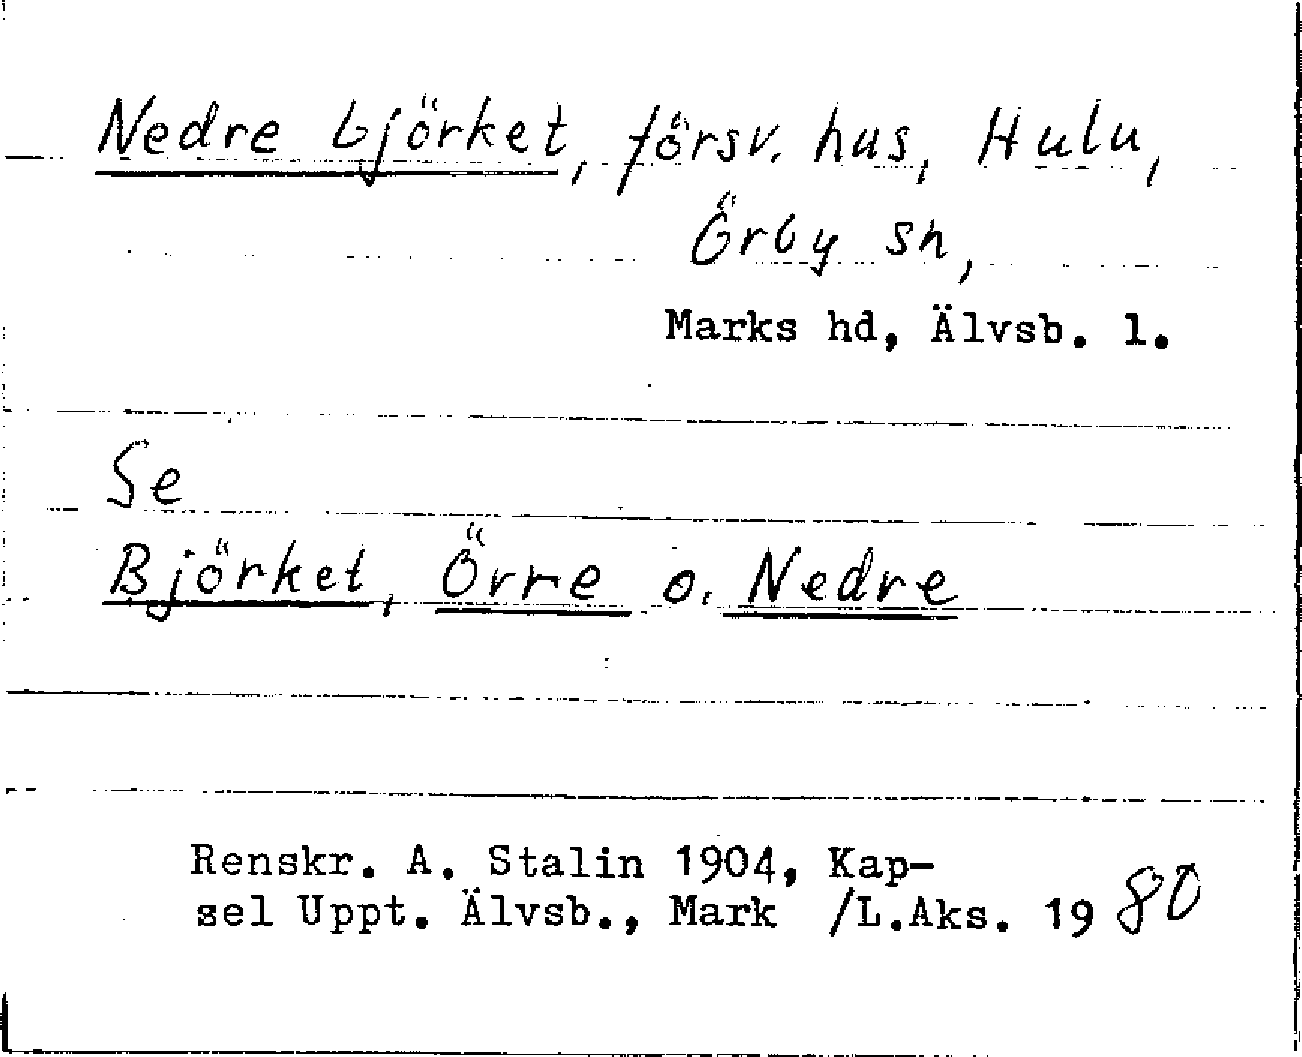 Nedre björket, försv. hus, Hulu,
Örby sn,
Marks hd, Älvsb. l.
Se
Björket, Örre o. Nedre
Renskr. A. Stalin 1904, Kap-
sel Uppt. Älvsb., Mark /L.Aks. 1980